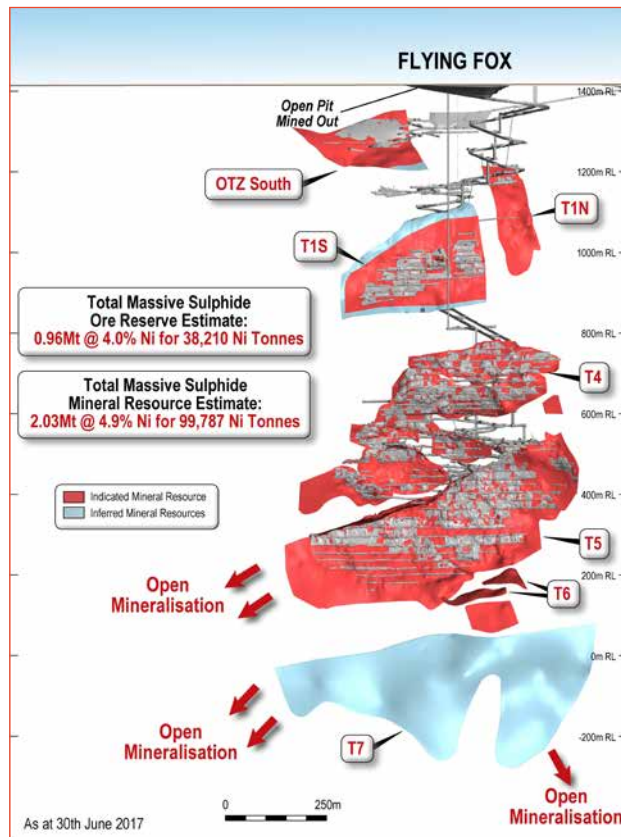 FLYING FOX
1400m RL
Open Pit
Mined Out
OTZ South
1200m RL
T1N
T1S
1000m RL
Total Massive Sulphide
Ore Reserve Estimate:
0.96Mt @ 4.0% Ni for 38,210 Ni Tonnes
800m RL
T4
Total Massive Sulphide
Mineral Resource Estimate:
2.03Mt @ 4.9% Ni for 99,787 Ni Tonnes
600m RL
Indicated Mineral Resource
Inferred Mineral Resources
400m RL
T5
Open
Mineralisation
200m RL
T6
0m RL
Open
Mineralisation
T7
-200m RL
Open
Mineralisation
As at 30th June 2017
0
250m